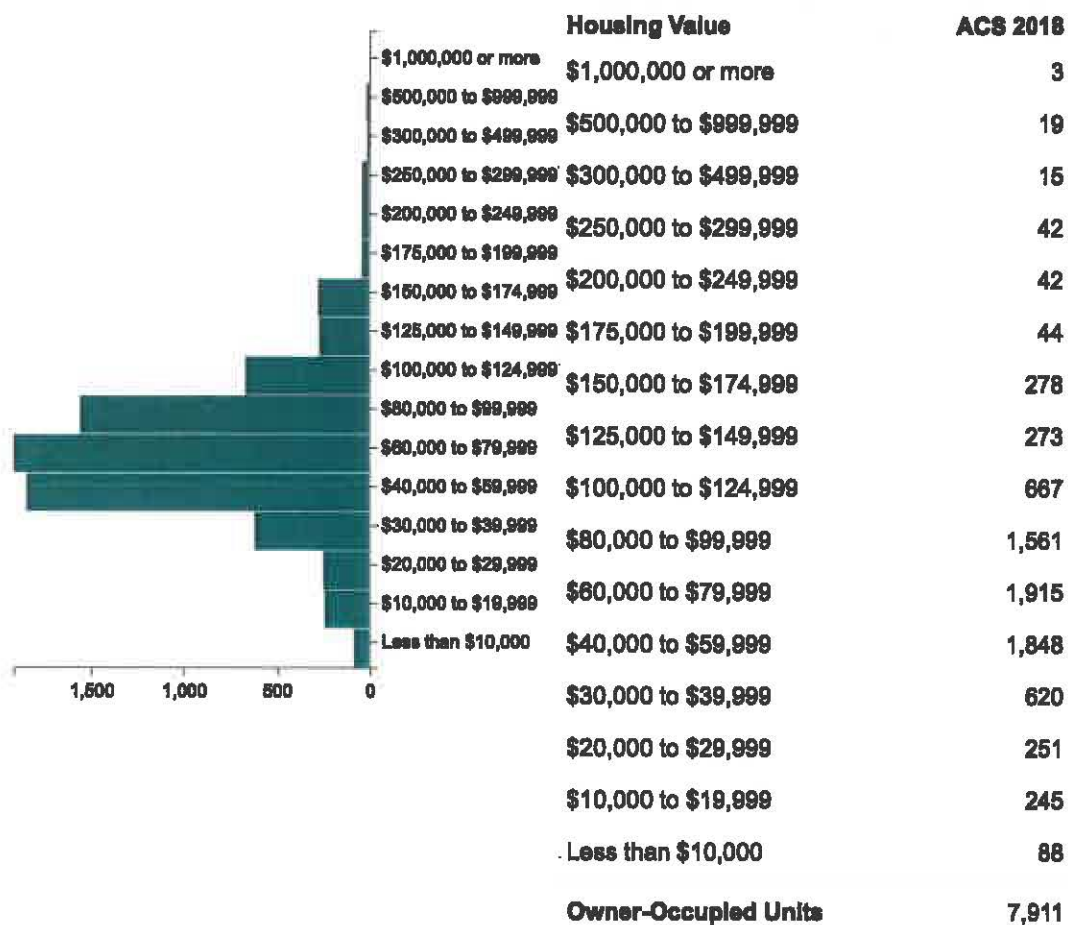 $1,000,000 or more
$500,000 to $999,999
$300,000 to $499,999
$250,000 to $299,999
$200,000 to $249,999
$175,000 to $199,999
$150,000 to $174,999
$125,000 to $149,999
$100,000 to $124,999
$80,000 to $99,999
$60,000 to $79,999
$40,000 to $59,999
$30,000 to $39,999
$20,000 to $29,999
$10,000 to $19,999
Less than $10,000
1,500 1,000 500 0
Housing Value ACS 2018
$1,000,000 or more 3
$500,000 to $999,999 19
$300,000 to $499,999 15
$250,000 to $299,999 42
$200,000 to $249,999 42
$175,000 to $199,999 44
$150,000 to $174,999 278
$125,000 to $149,999 273
$100,000 to $124,999 667
$80,000 to $99,999 1,561
$60,000 to $79,999 1,915
$40,000 to $59,999 1,848
$30,000 to $39,999 620
$20,000 to $29,999 251
$10,000 to $19,999 245
Less than $10,000 88
Owner-Occupied Units 7,911